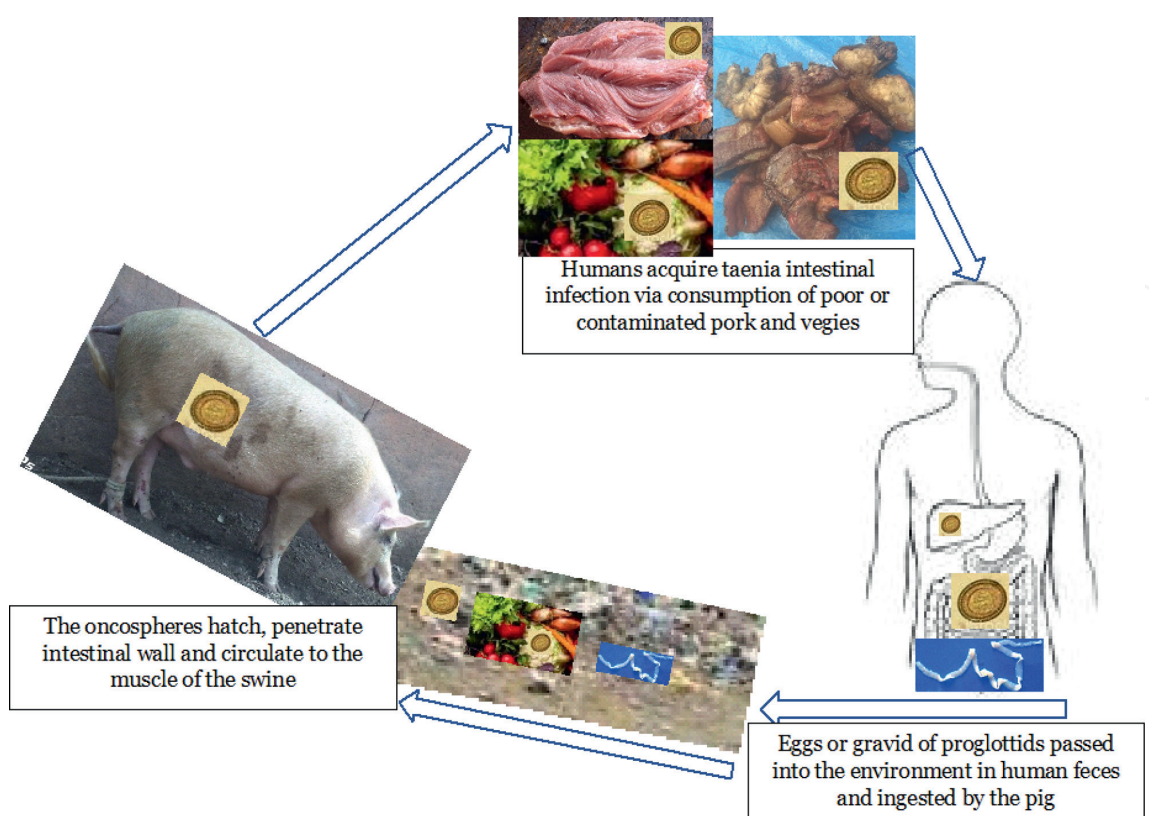 Humans acquire taenia intestinal
infection via consumption of poor or
contaminated pork and vegies
The oncospheres hatch, penetrate
intestinal wall and circulate to the
muscle of the swine
Eggs or gravid of proglottids passed
into the environment in human feces
and ingested by the pig